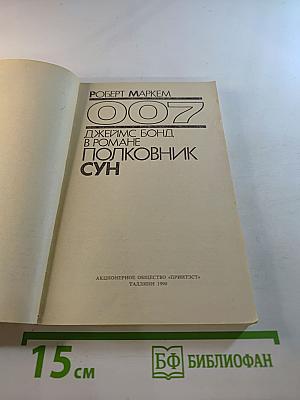 РОБЕРТ МАРКЕМ
007
ДЖЕЙМС БОНД
В РОМАНЕ
ПОЛКОВНИК
СУН
АКЦИОНЕРНОЕ ОБЩЕСТВО «ПРИНТЭСТ»
ТАЛЛИНН 1990
15 см
БФ БИБЛИОФАН